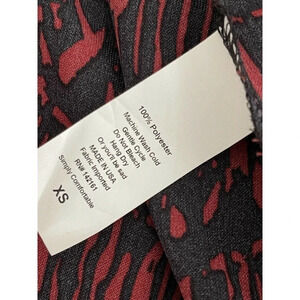 100% Polyester
Machine Wash Cold
Gentle Cycle
Do Not Bleach
Hang Dry
Or you'll be sad
MADE IN USA
Fabric Imported
RN# 142161
Simply Comfortable
XS